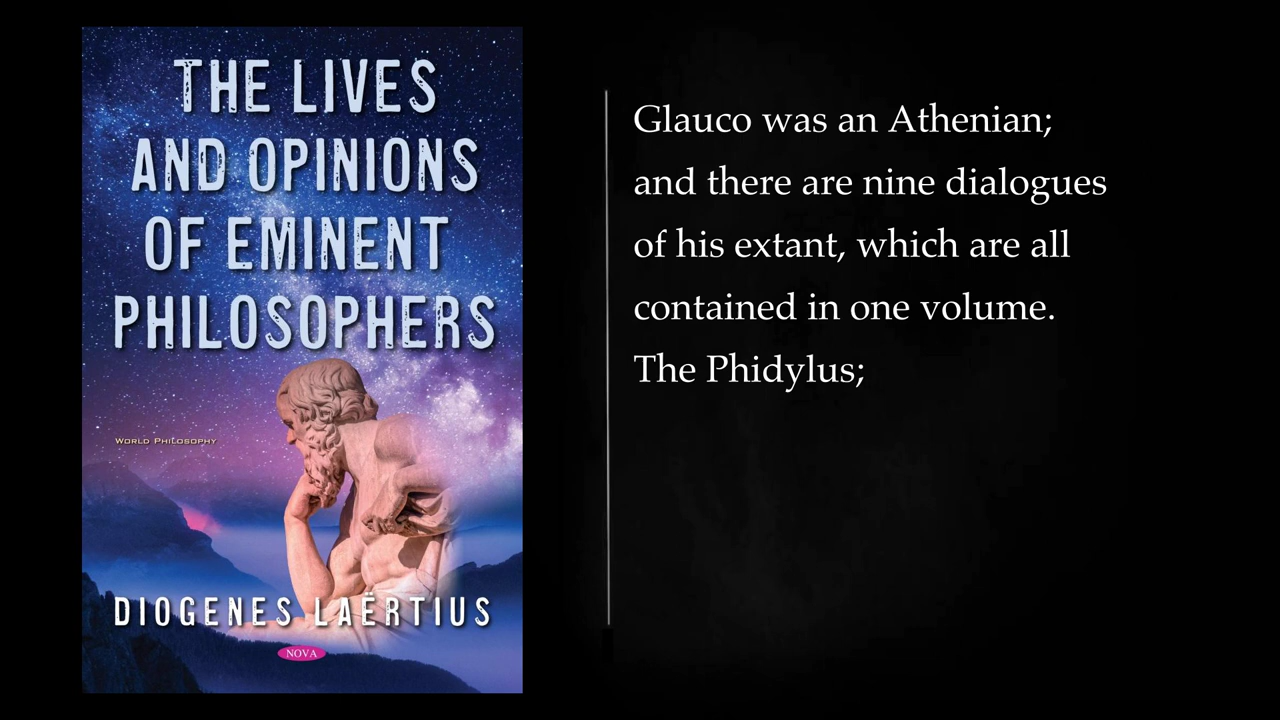 THE LIVES
AND OPINIONS
OF EMINENT
PHILOSOPHERS
WORLD PHILOSOPHY
DIOGENES LAËRTIUS
NOVA
Glauco was an Athenian;
and there are nine dialogues
of his extant, which are all
contained in one volume.
The Phidylus;